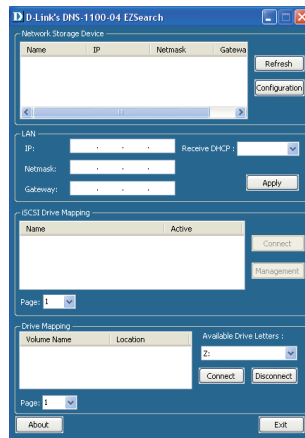 D-Link's DNS-1100-04 EZSearch
Network Storage Device
Name IP Netmask Gatewa
Refresh
Configuration
LAN
IP: . . . Receive DHCP :
Netmask: . . .
Gateway: . . .
Apply
iSCSI Drive Mapping
Name Active
Connect
Management
Page: 1
Drive Mapping
Volume Name Location
Available Drive Letters :
Z:
Connect Disconnect
Page: 1
About Exit